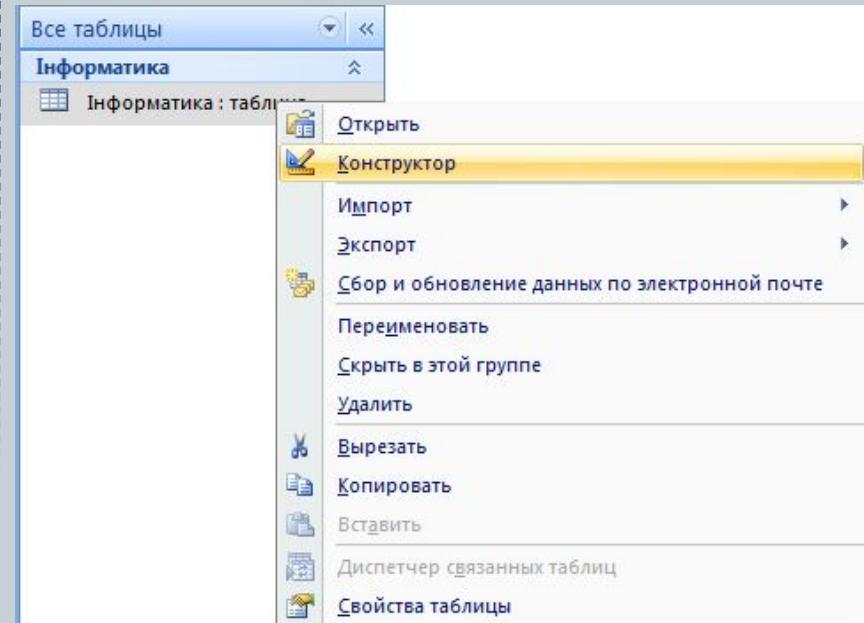 Все таблицы
Інформатика
Інформатика : таблица
Открыть
Конструктор
Импорт
Экспорт
Сбор и обновление данных по электронной почте
Переименовать
Скрыть в этой группе
Удалить
Вырезать
Копировать
Вставить
Диспетчер связанных таблиц
Свойства таблицы